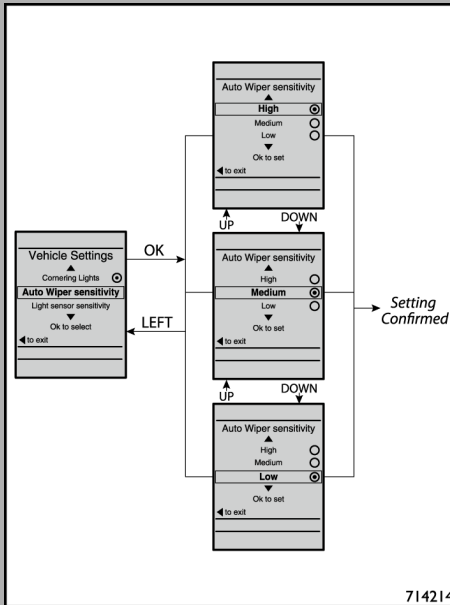 Auto Wiper sensitivity
High
Medium
Low
Ok to set
to exit
UP
DOWN
Vehicle Settings
Cornering Lights
Auto Wiper sensitivity
Light sensor sensitivity
Ok to select
to exit
OK
LEFT
Auto Wiper sensitivity
High
Medium
Low
Ok to set
to exit
Setting
Confirmed
UP
DOWN
Auto Wiper sensitivity
High
Medium
Low
Ok to set
to exit
714214